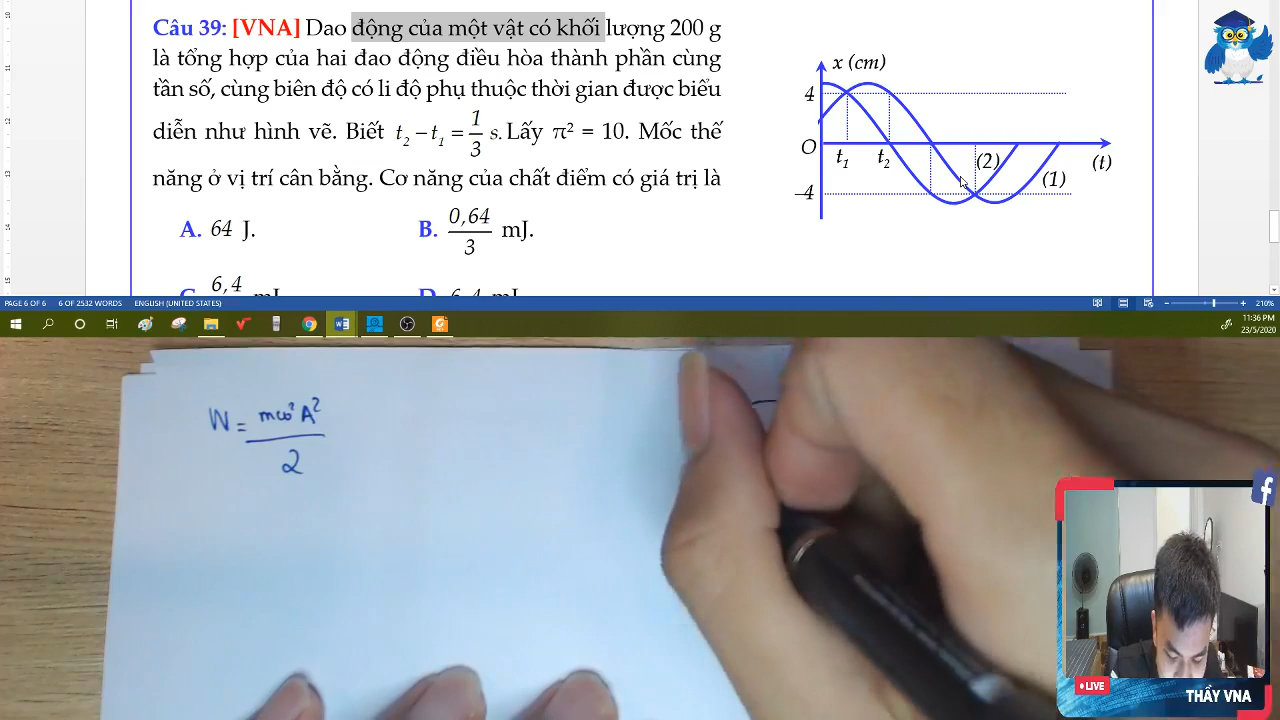 Câu 39: [VNA] Dao động của một vật có khối lượng 200 g
là tổng hợp của hai dao động điều hòa thành phần cùng
tần số, cùng biên độ có li độ phụ thuộc thời gian được biểu
diễn như hình vẽ. Biết t₂ – t₁ = 1/3 s. Lấy π² = 10. Mốc thế
năng ở vị trí cân bằng. Cơ năng của chất điểm có giá trị là
A. 64 J.
B. 0,64/3 mJ.
6,4
x (cm)
4
O
t₁
t₂
(2)
(t)
(1)
–4
PAGE 6 OF 6
6 OF 2532 WORDS
ENGLISH (UNITED STATES)
210%
11:36 PM
23/5/2020
W = mω²A²/2
LIVE
THẦY VNA